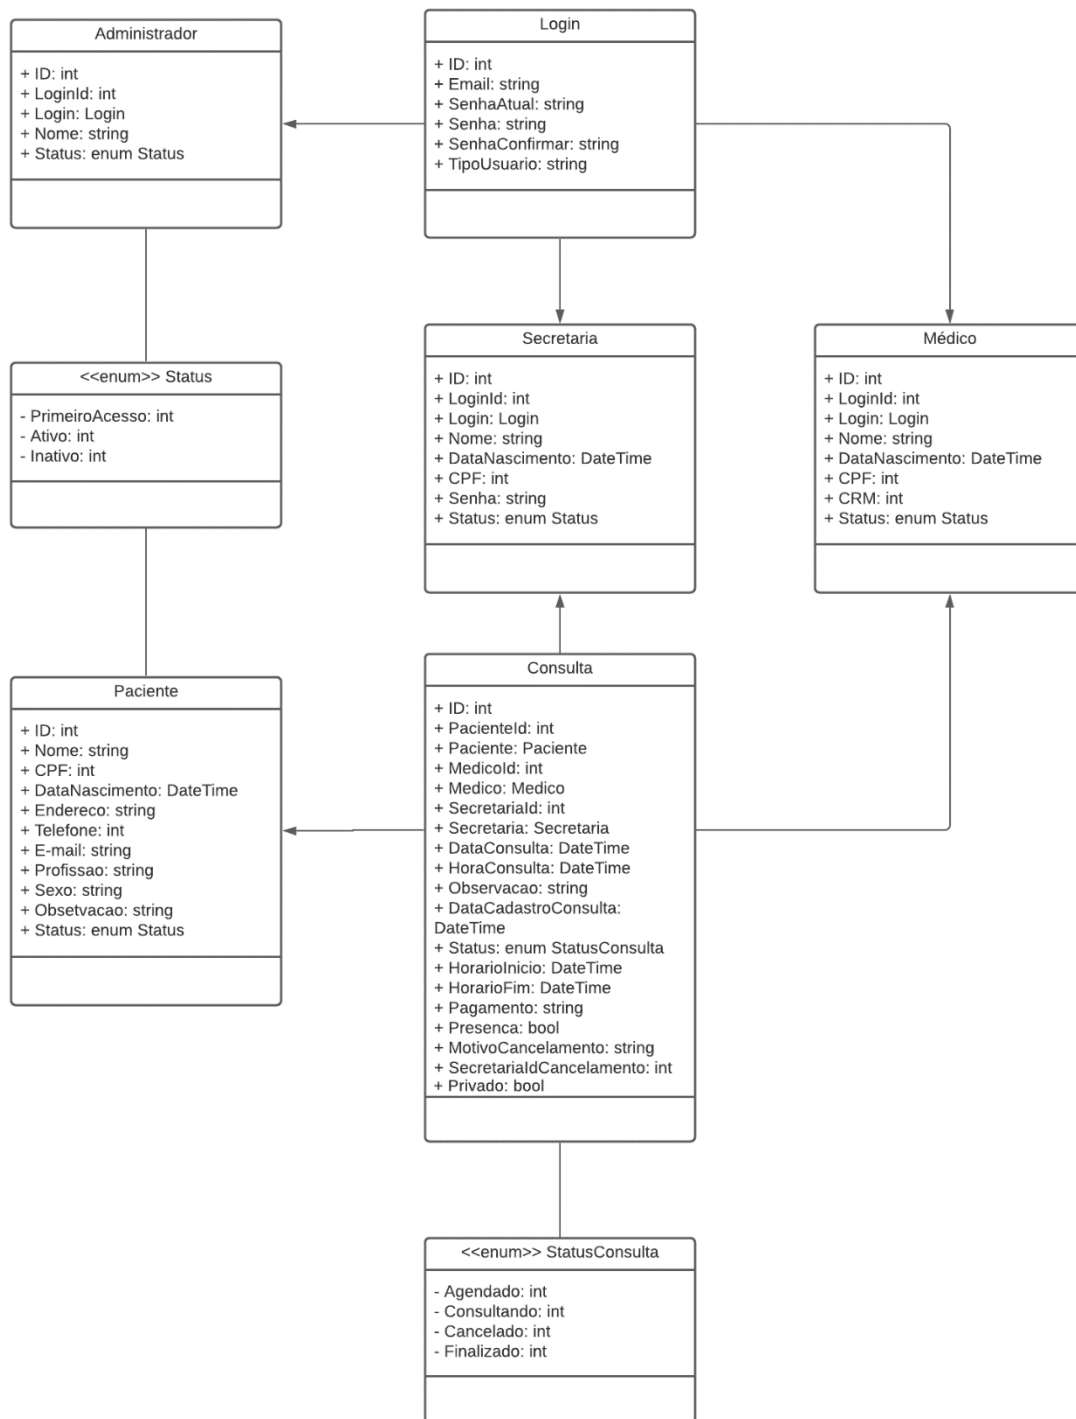 Administrador
+ ID: int
+ LoginId: int
+ Login: Login
+ Nome: string
+ Status: enum Status
Login
+ ID: int
+ Email: string
+ SenhaAtual: string
+ Senha: string
+ SenhaConfirmar: string
+ TipoUsuario: string
<<enum>> Status
- PrimeiroAcesso: int
- Ativo: int
- Inativo: int
Secretaria
+ ID: int
+ LoginId: int
+ Login: Login
+ Nome: string
+ DataNascimento: DateTime
+ CPF: int
+ Senha: string
+ Status: enum Status
Médico
+ ID: int
+ LoginId: int
+ Login: Login
+ Nome: string
+ DataNascimento: DateTime
+ CPF: int
+ CRM: int
+ Status: enum Status
Paciente
+ ID: int
+ Nome: string
+ CPF: int
+ DataNascimento: DateTime
+ Endereco: string
+ Telefone: int
+ E-mail: string
+ Profissao: string
+ Sexo: string
+ Obsetvacao: string
+ Status: enum Status
Consulta
+ ID: int
+ PacienteId: int
+ Paciente: Paciente
+ MedicoId: int
+ Medico: Medico
+ SecretariaId: int
+ Secretaria: Secretaria
+ DataConsulta: DateTime
+ HoraConsulta: DateTime
+ Observacao: string
+ DataCadastroConsulta:
DateTime
+ Status: enum StatusConsulta
+ HorarioInicio: DateTime
+ HorarioFim: DateTime
+ Pagamento: string
+ Presenca: bool
+ MotivoCancelamento: string
+ SecretariaIdCancelamento: int
+ Privado: bool
<<enum>> StatusConsulta
- Agendado: int
- Consultando: int
- Cancelado: int
- Finalizado: int